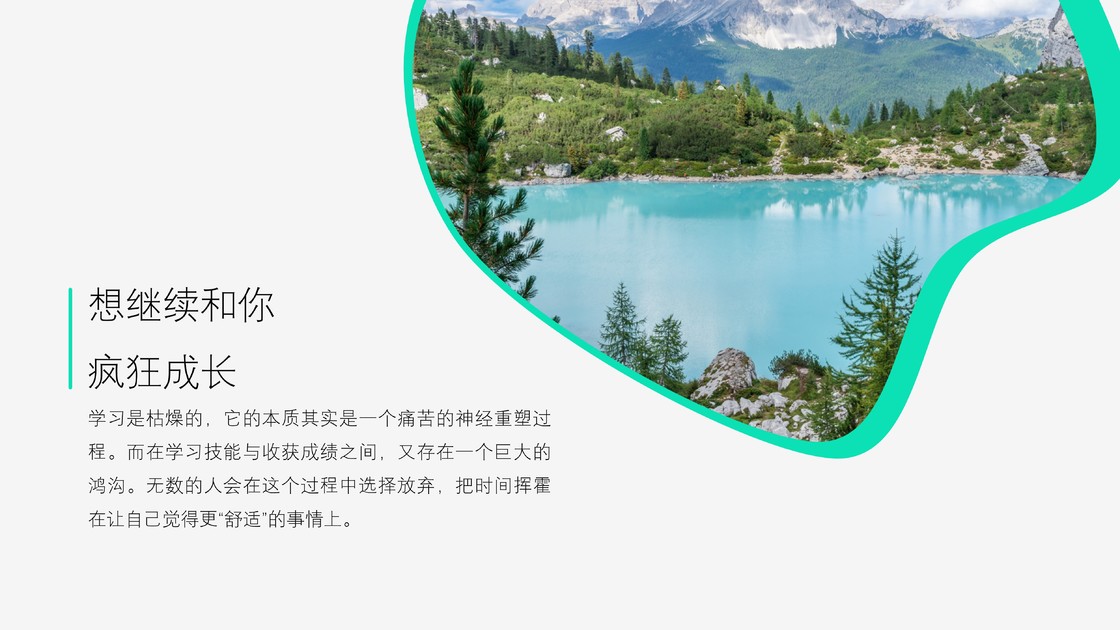 想继续和你
疯狂成长
学习是枯燥的，它的本质其实是一个痛苦的神经重塑过
程。而在学习技能与收获成绩之间，又存在一个巨大的
鸿沟。无数的人会在这个过程中选择放弃，把时间挥霍
在让自己觉得更“舒适”的事情上。